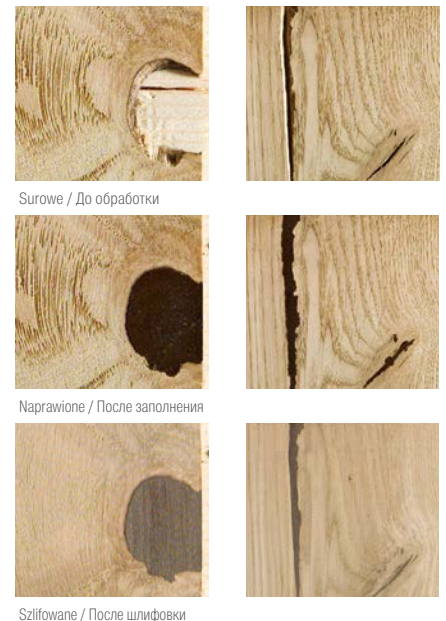 Surowe / До обработки
Naprawione / После заполнения
Szlifowane / После шлифовки